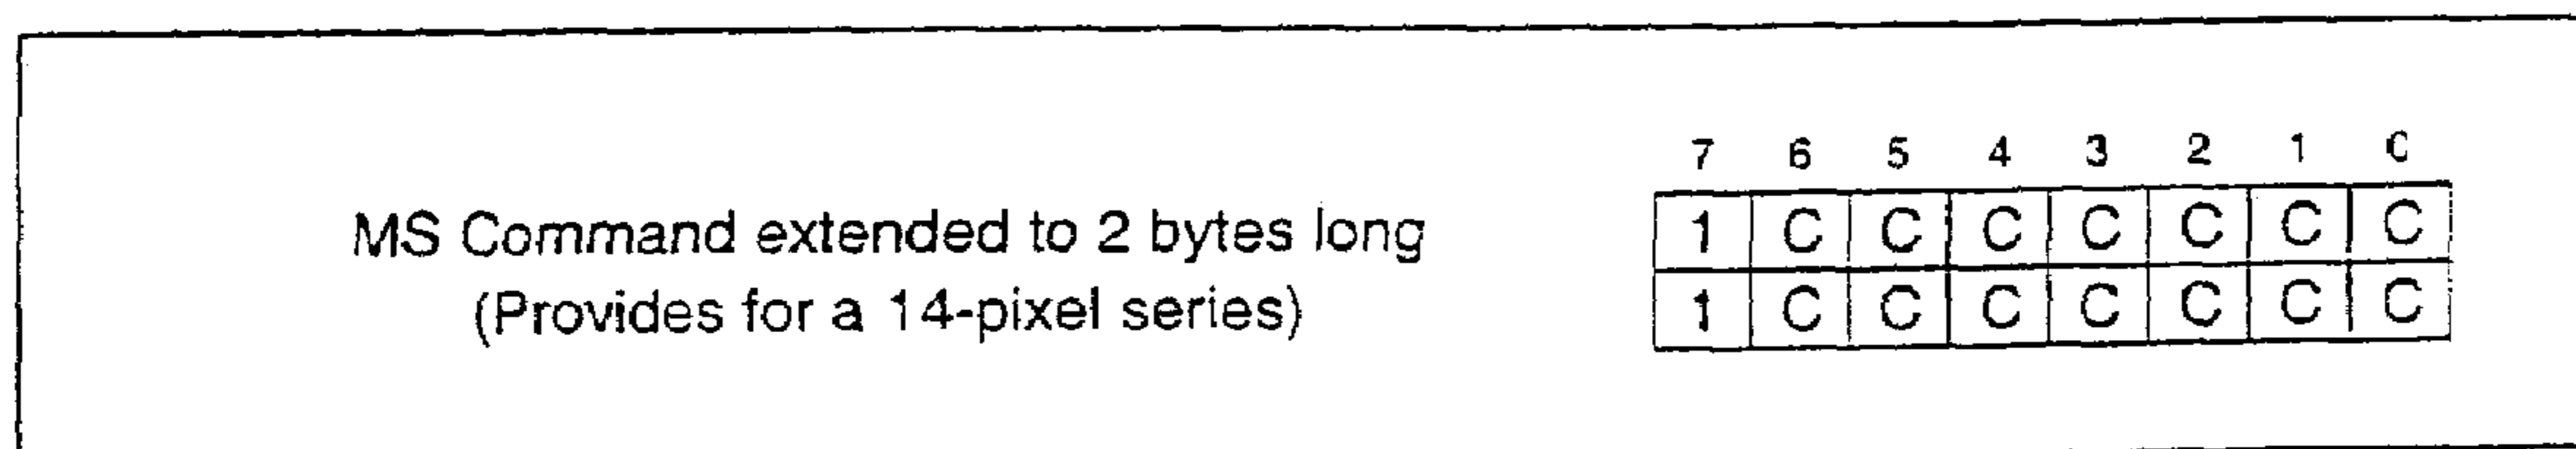 7 6 5 4 3 2 1 0
MS Command extended to 2 bytes long
1 C C C C C C C
(Provides for a 14-pixel series)
1 C C C C C C C